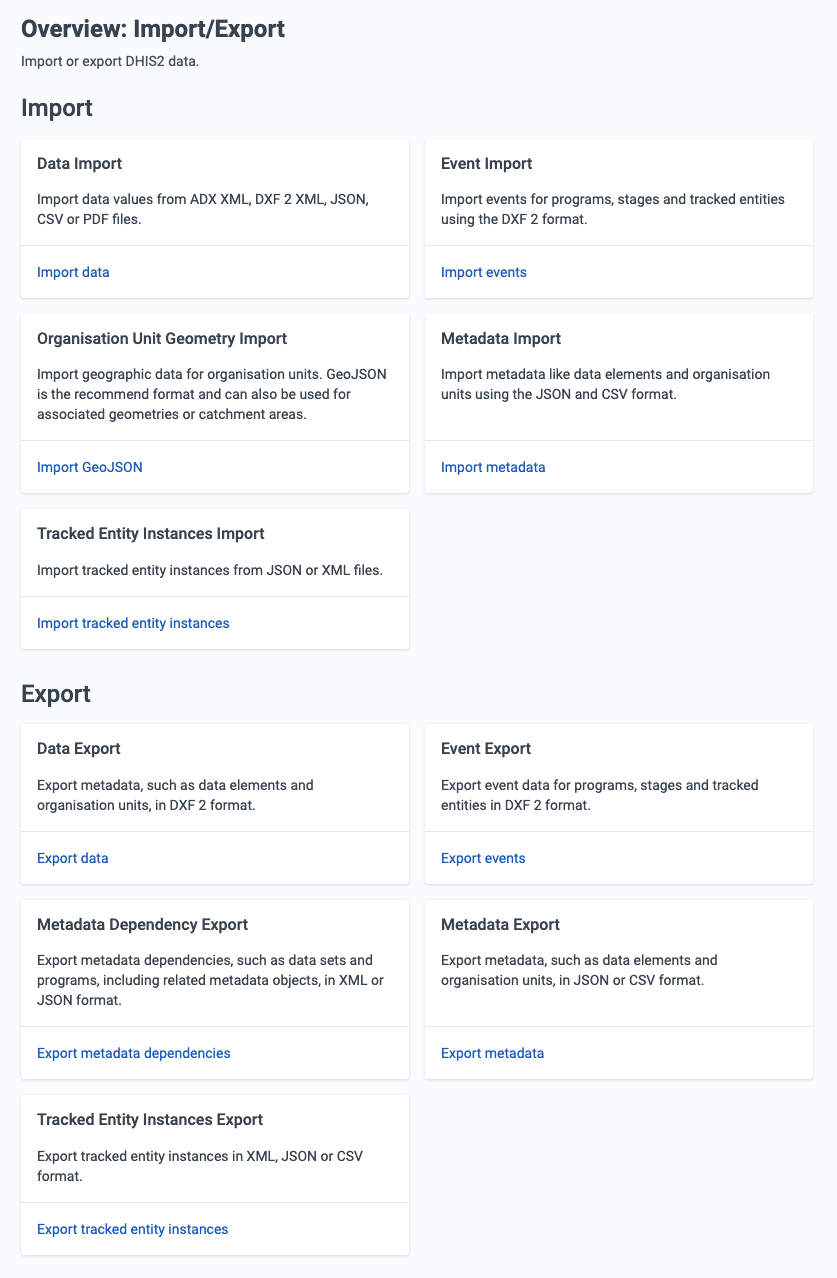 Overview: Import/Export
Import or export DHIS2 data.
Import
Data Import
Import data values from ADX XML, DXF 2 XML, JSON,
CSV or PDF files.
Import data
Event Import
Import events for programs, stages and tracked entities
using the DXF 2 format.
Import events
Organisation Unit Geometry Import
Import geographic data for organisation units. GeoJSON
is the recommend format and can also be used for
associated geometries or catchment areas.
Import GeoJSON
Metadata Import
Import metadata like data elements and organisation
units using the JSON and CSV format.
Import metadata
Tracked Entity Instances Import
Import tracked entity instances from JSON or XML files.
Import tracked entity instances
Export
Data Export
Export metadata, such as data elements and
organisation units, in DXF 2 format.
Export data
Event Export
Export event data for programs, stages and tracked
entities in DXF 2 format.
Export events
Metadata Dependency Export
Export metadata dependencies, such as data sets and
programs, including related metadata objects, in XML or
JSON format.
Export metadata dependencies
Metadata Export
Export metadata, such as data elements and
organisation units, in JSON or CSV format.
Export metadata
Tracked Entity Instances Export
Export tracked entity instances in XML, JSON or CSV
format.
Export tracked entity instances